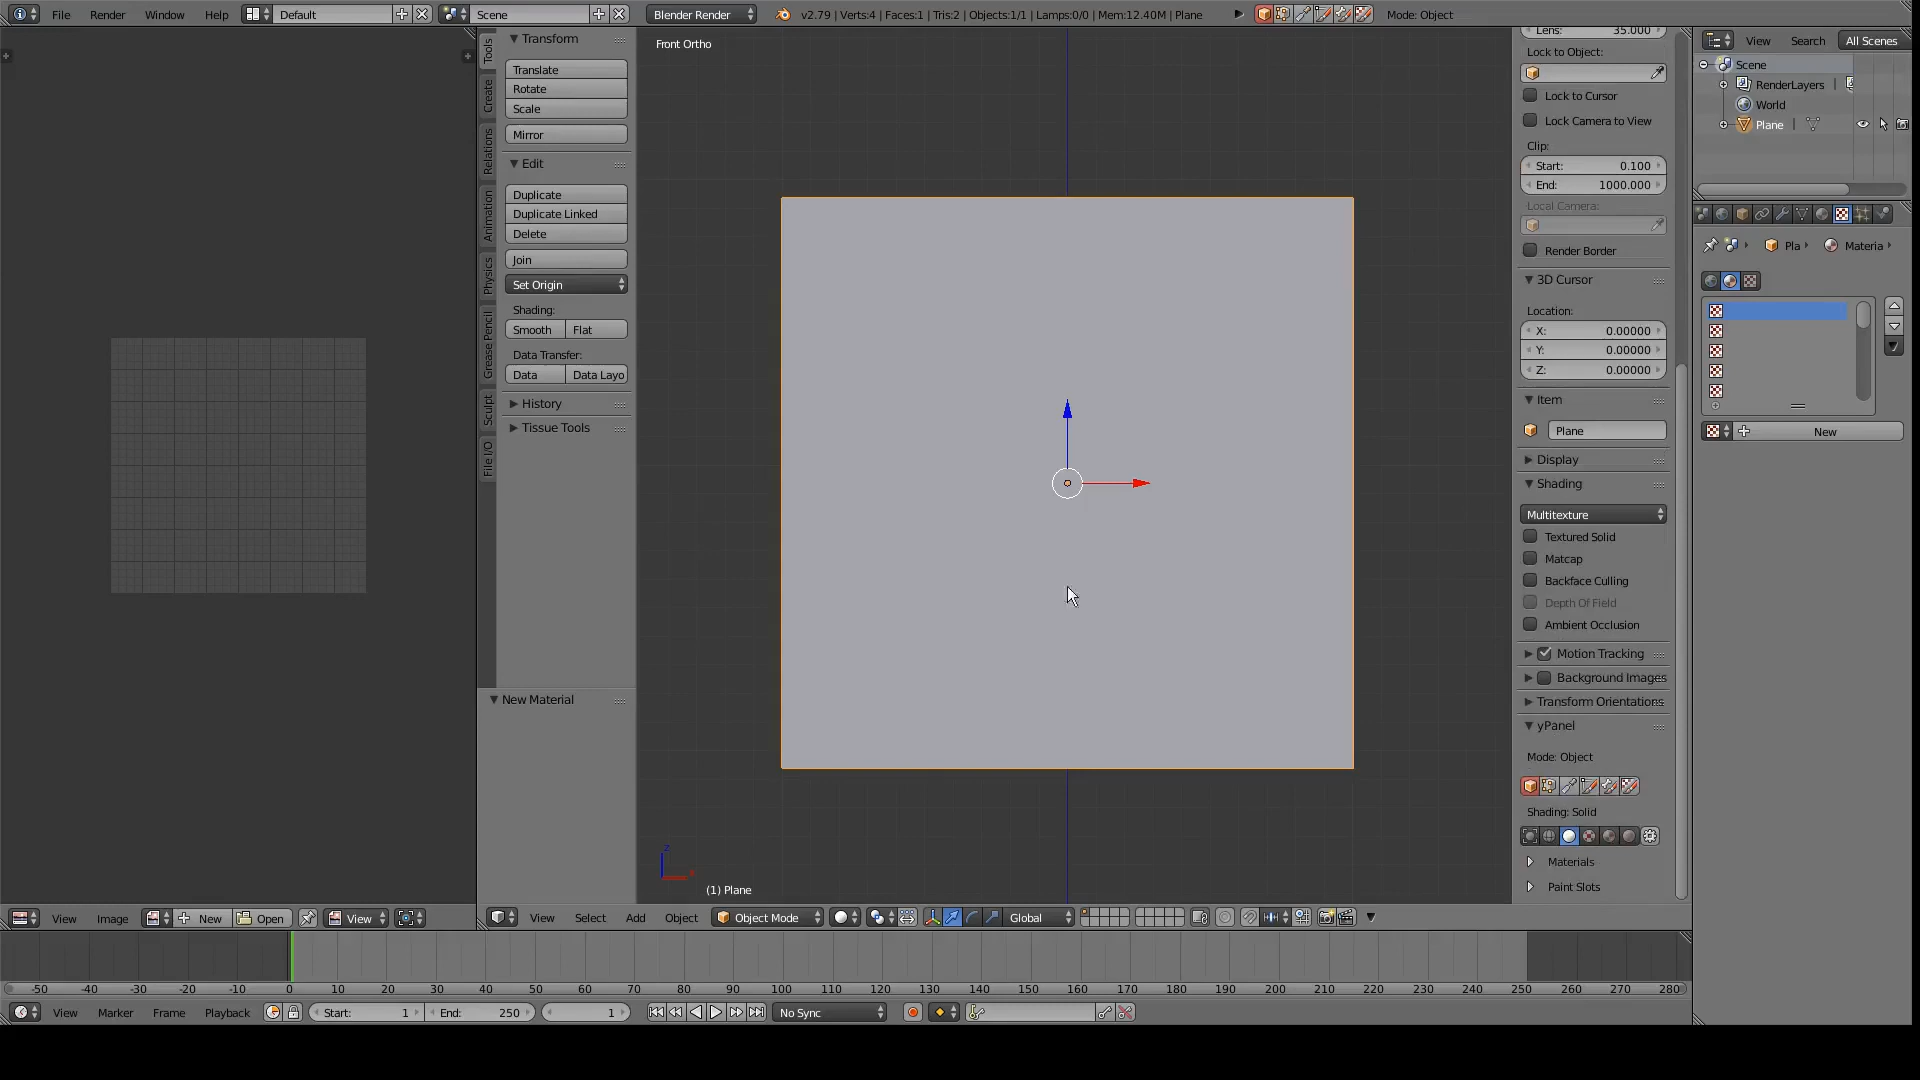 File Render Window Help Default Scene Blender Render v2.79 | Verts:4 | Faces:1 | Tris:2 | Objects:1/1 | Lamps:0/0 | Mem:12.40M | Plane Mode: Object
Tools
Create
Relations
Animation
Physics
Grease Pencil
Sculpt
File I/O
Transform
Translate
Rotate
Scale
Mirror
Edit
Duplicate
Duplicate Linked
Delete
Join
Set Origin
Shading:
Smooth Flat
Data Transfer:
Data Data Layo
History
Tissue Tools
New Material
Front Ortho
z
x
(1) Plane
Lens: 35.000
Lock to Object:
Lock to Cursor
Lock Camera to View
Clip:
Start: 0.100
End: 1000.000
Local Camera:
Render Border
3D Cursor
Location:
X: 0.00000
Y: 0.00000
Z: 0.00000
Item
Plane
Display
Shading
Multitexture
Textured Solid
Matcap
Backface Culling
Depth Of Field
Ambient Occlusion
Motion Tracking
Background Images
Transform Orientations
yPanel
Mode: Object
Shading: Solid
Materials
Paint Slots
View Search All Scenes
Scene
RenderLayers
World
Plane
Pla Materia
New
View Image New Open View
View Select Add Object Object Mode Global
-50 -40 -30 -20 -10 0 10 20 30 40 50 60 70 80 90 100 110 120 130 140 150 160 170 180 190 200 210 220 230 240 250 260 270 280
View Marker Frame Playback Start: 1 End: 250 1 No Sync